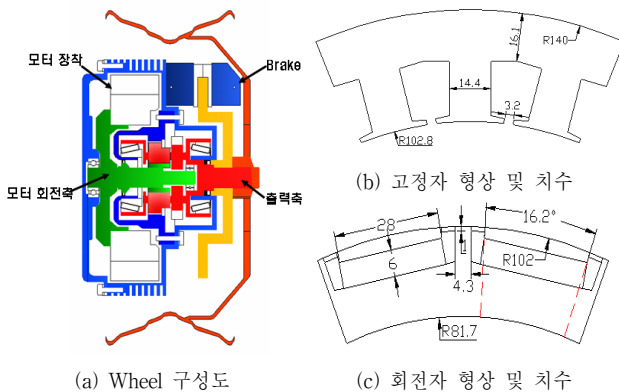 모터 장착
Brake
모터 회전축
출력축
(a) Wheel 구성도
16.1
R140
14.4
3.2
R102.8
(b) 고정자 형상 및 치수
28
16.2°
1
6
R102
4.3
R81.7
(c) 회전자 형상 및 치수